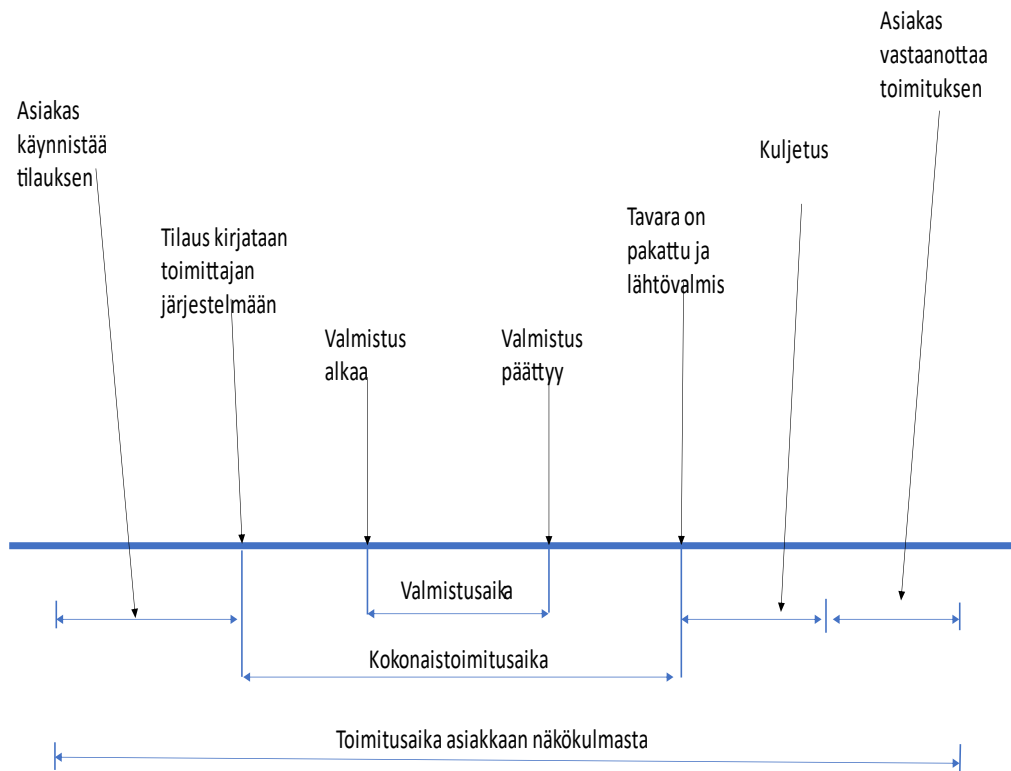 Asiakas
vastaanottaa
toimituksen
Asiakas
käynnistää
tilauksen
Kuljetus
Tavara on
pakattu ja
lähtövalmis
Tilaus kirjataan
toimittajan
järjestelmään
Valmistus
alkaa
Valmistus
päättyy
Valmistusaika
Kokonaistoimitusaika
Toimitusaika asiakkaan näkökulmasta